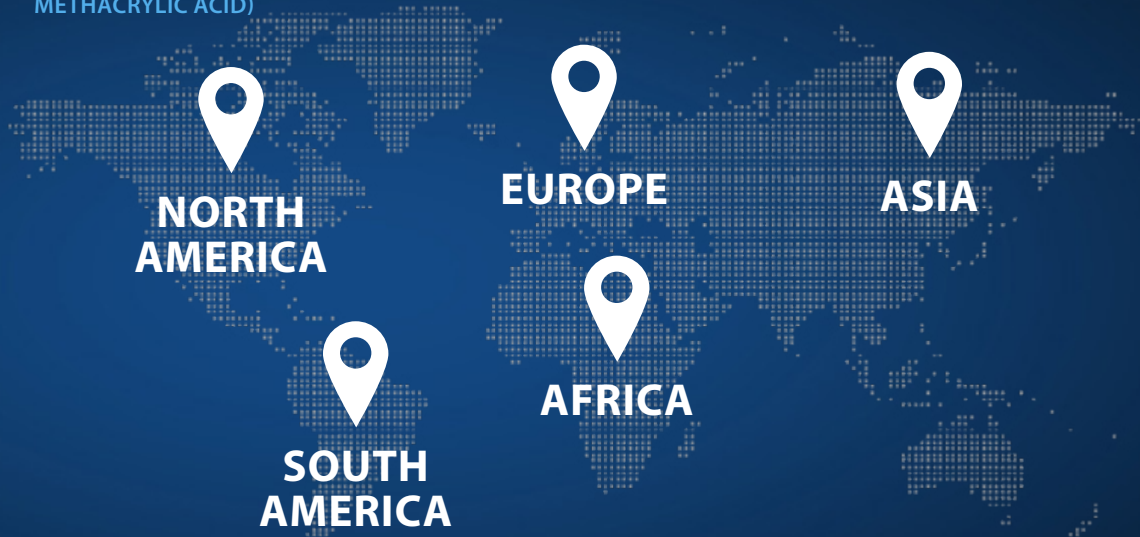 METHACRYLIC ACID)
EUROPE
ASIA
NORTH
AMERICA
AFRICA
SOUTH
AMERICA